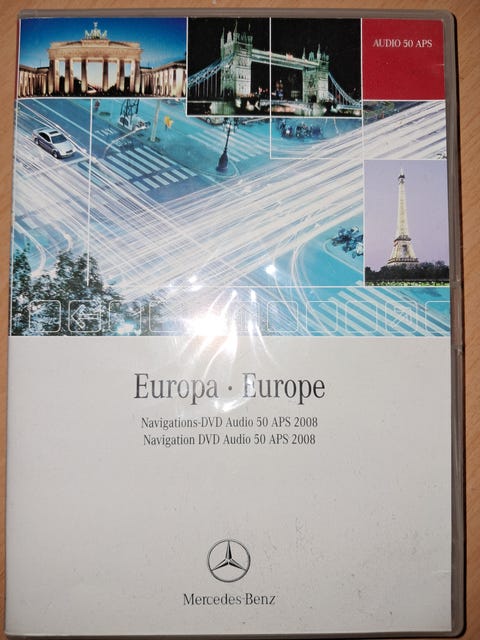 AUDIO 50 APS
Europa · Europe
Navigations-DVD Audio 50 APS 2008
Navigation DVD Audio 50 APS 2008
Mercedes-Benz